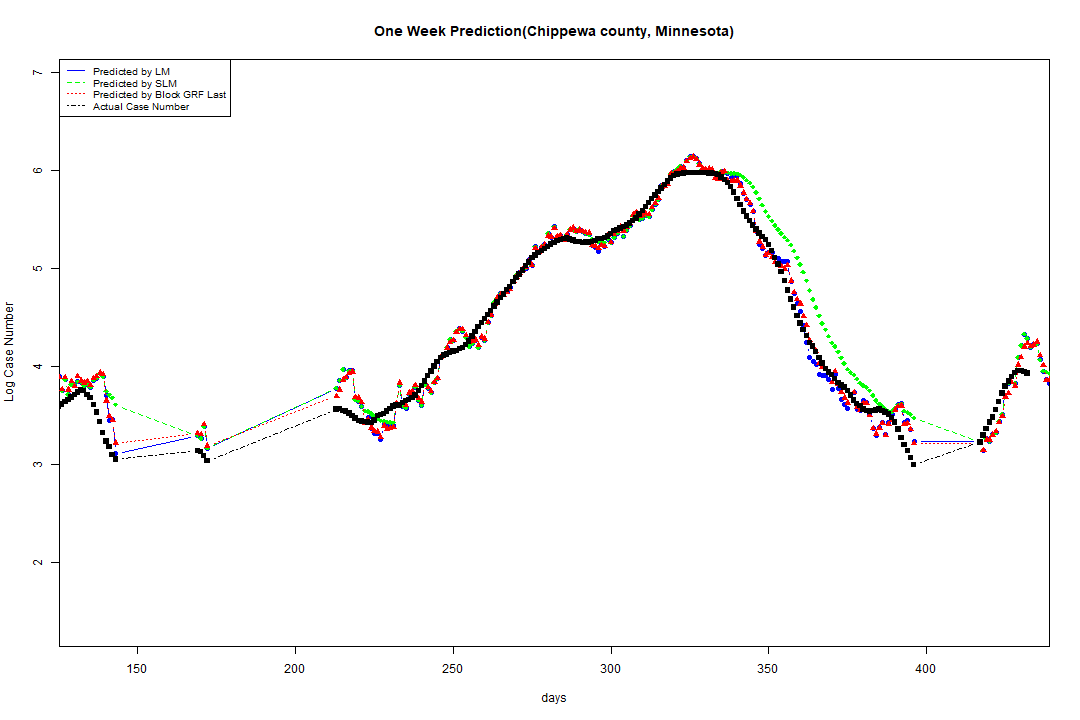 One Week Prediction(Chippewa county, Minnesota)
Predicted by LM
Predicted by SLM
Predicted by Block GRF Last
Actual Case Number
7
6
5
4
3
2
Log Case Number
150 200 250 300 350 400
days